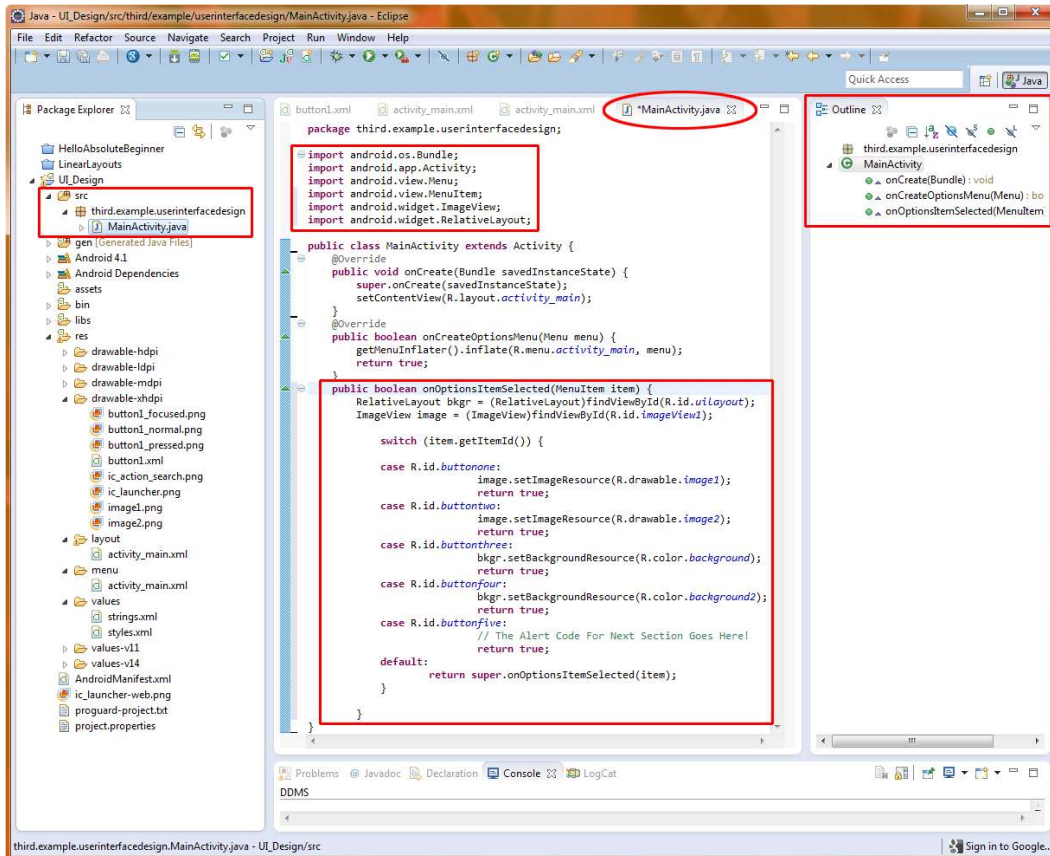 Java - UI_Design/src/third/example/userinterfacedesign/MainActivity.java - Eclipse
File Edit Refactor Source Navigate Search Project Run Window Help
Quick Access
Java
Package Explorer
HelloAbsoluteBeginner
LinearLayouts
UI_Design
src
third.example.userinterfacedesign
MainActivity.java
gen [Generated Java Files]
Android 4.1
Android Dependencies
assets
bin
libs
res
drawable-hdpi
drawable-ldpi
drawable-mdpi
drawable-xhdpi
button1_focused.png
button1_normal.png
button1_pressed.png
button1.xml
ic_action_search.png
ic_launcher.png
image1.png
image2.png
layout
activity_main.xml
menu
activity_main.xml
values
strings.xml
styles.xml
values-v11
values-v14
AndroidManifest.xml
ic_launcher-web.png
proguard-project.txt
project.properties
button1.xml activity_main.xml activity_main.xml *MainActivity.java
package third.example.userinterfacedesign;
import android.os.Bundle;
import android.app.Activity;
import android.view.Menu;
import android.view.MenuItem;
import android.widget.ImageView;
import android.widget.RelativeLayout;
public class MainActivity extends Activity {
@Override
public void onCreate(Bundle savedInstanceState) {
super.onCreate(savedInstanceState);
setContentView(R.layout.activity_main);
}
@Override
public boolean onCreateOptionsMenu(Menu menu) {
getMenuInflater().inflate(R.menu.activity_main, menu);
return true;
}
public boolean onOptionsItemSelected(MenuItem item) {
RelativeLayout bkgr = (RelativeLayout)findViewById(R.id.uilayout);
ImageView image = (ImageView)findViewById(R.id.imageView1);
switch (item.getItemId()) {
case R.id.buttonone:
image.setImageResource(R.drawable.image1);
return true;
case R.id.buttontwo:
image.setImageResource(R.drawable.image2);
return true;
case R.id.buttonthree:
bkgr.setBackgroundResource(R.color.background);
return true;
case R.id.buttonfour:
bkgr.setBackgroundResource(R.color.background2);
return true;
case R.id.buttonfive:
// The Alert Code For Next Section Goes Here!
return true;
default:
return super.onOptionsItemSelected(item);
}
}
}
Outline
third.example.userinterfacedesign
MainActivity
onCreate(Bundle) : void
onCreateOptionsMenu(Menu) : bo
onOptionsItemSelected(MenuItem
Problems @ Javadoc Declaration Console LogCat
DDMS
third.example.userinterfacedesign.MainActivity.java - UI_Design/src
Sign in to Google...